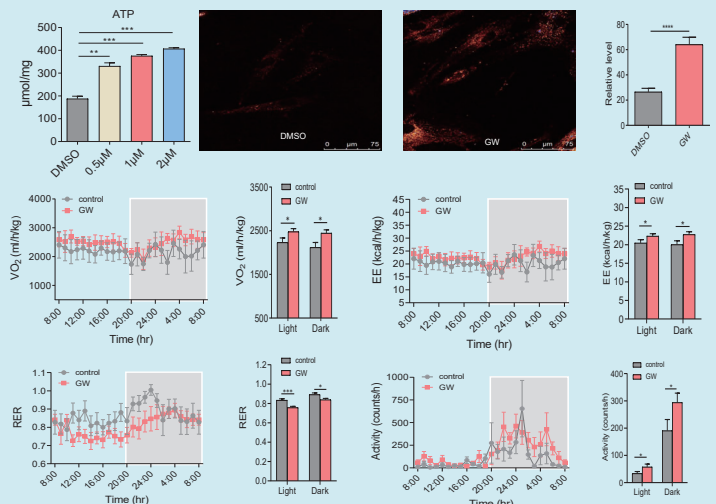 ATP
μmol/mg
500
400
300
200
100
0
**
***
***
DMSO
0.5μM
1μM
2μM
DMSO
0 μm 75
GW
0 μm 75
Relative level
80
60
40
20
0
****
DMSO
GW
VO2 (ml/h/kg)
4000
3000
2000
1000
control
GW
8:00
12:00
16:00
20:00
24:00
4:00
8:00
Time (hr)
VO2 (ml/h/kg)
3500
2500
1500
500
control
GW
*
*
Light
Dark
EE (kcal/h/kg)
45
40
35
30
25
20
15
10
5
control
GW
8:00
12:00
16:00
20:00
24:00
4:00
8:00
Time (hr)
EE (kcal/h/kg)
35
30
25
20
15
10
5
0
control
GW
*
*
Light
Dark
RER
1.1
1.0
0.9
0.8
0.7
0.6
control
GW
8:00
12:00
16:00
20:00
24:00
4:00
8:00
Time (hr)
RER
1.2
1.0
0.8
0.6
0.4
0.2
0.0
control
GW
***
*
Light
Dark
Activity (counts/h)
1000
750
500
250
0
control
GW
8:00
12:00
16:00
20:00
24:00
4:00
8:00
Time (hr)
Activity (counts/h)
400
300
200
100
0
control
GW
*
*
Light
Dark